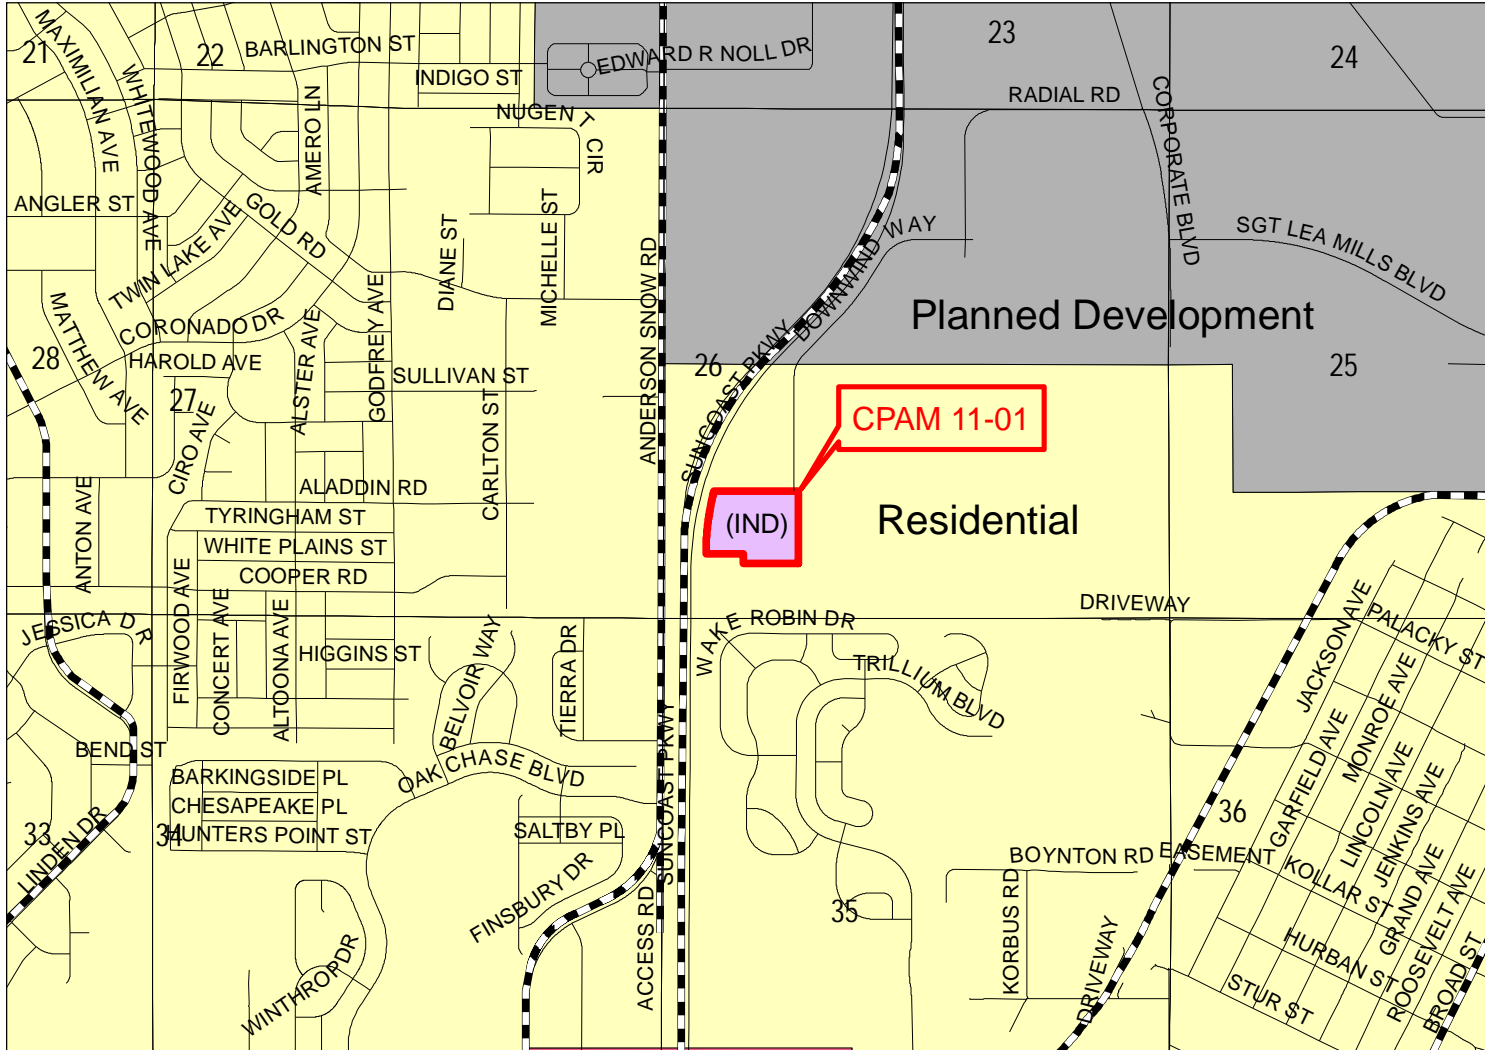 21
22
MAXIMILIAN AVE
WHITEWOOD AVE
BARLINGTON ST
INDIGO ST
EDWARD R NOLL DR
23
24
RADIAL RD
CORPORATE BLVD
NUGENT CIR
AMERO LN
ANGLER ST
TWIN LAKE AVE
GOLD RD
DIANE ST
MICHELLE ST
ANDERSON SNOW RD
DOWNWIND WAY
SGT LEA MILLS BLVD
Planned Development
MATTHEW AVE
CORONADO DR
HAROLD AVE
28
27
ALSTER AVE
GODFREY AVE
SULLIVAN ST
26
SUNCOAST PKWY
25
CPAM 11-01
CIRO AVE
CARLTON ST
ALADDIN RD
ANTON AVE
TYRINGHAM ST
WHITE PLAINS ST
COOPER RD
(IND)
Residential
FIRWOOD AVE
CONCERT AVE
ALTOONA AVE
JESSICA DR
HIGGINS ST
BELVOIR WAY
TIERRA DR
WAKE ROBIN DR
TRILLIUM BLVD
DRIVEWAY
JACKSON AVE
PALACKY ST
BEND ST
BARKINGSIDE PL
CHESAPEAKE PL
HUNTERS POINT ST
OAK CHASE BLVD
SUNCOAST PKWY
GARFIELD AVE
MONROE AVE
LINCOLN AVE
JENKINS AVE
33
34
LINDEN DR
SALTBY PL
FINSBURY DR
ACCESS RD
36
BOYNTON RD
EASEMENT
KOLLAR ST
GRAND AVE
ROOSEVELT AVE
35
KORBUS RD
DRIVEWAY
HURBAN ST
STUR ST
BROAD ST
WINTHROP DR